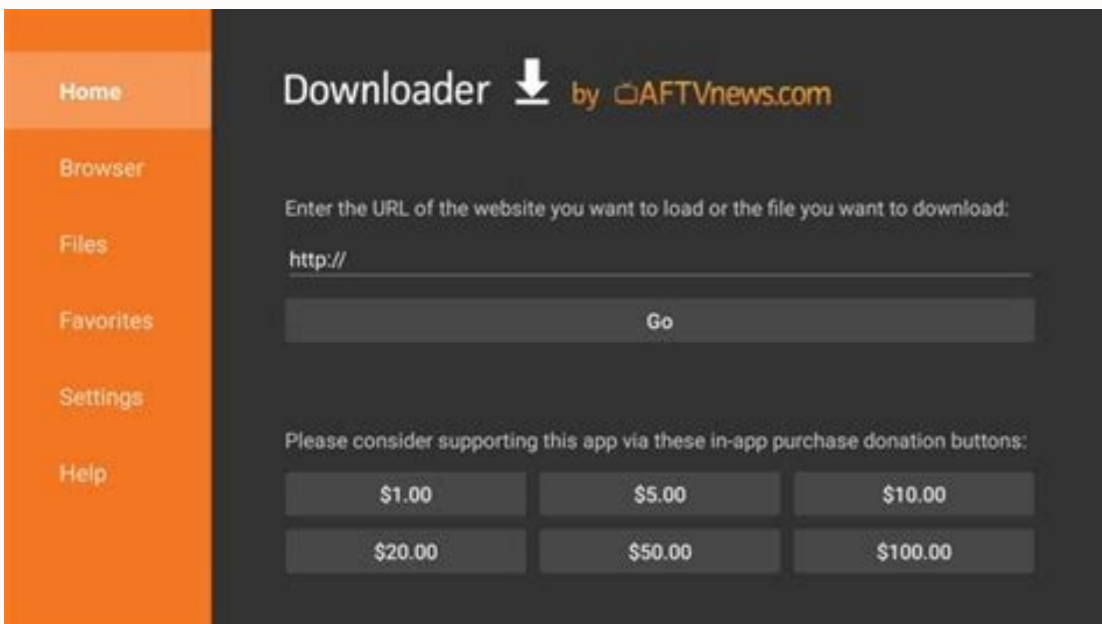 Home
Browser
Files
Favorites
Settings
Help
Downloader by AFTVnews.com
Enter the URL of the website you want to load or the file you want to download:
http://
Go
Please consider supporting this app via these in-app purchase donation buttons:
$1.00 $5.00 $10.00
$20.00 $50.00 $100.00